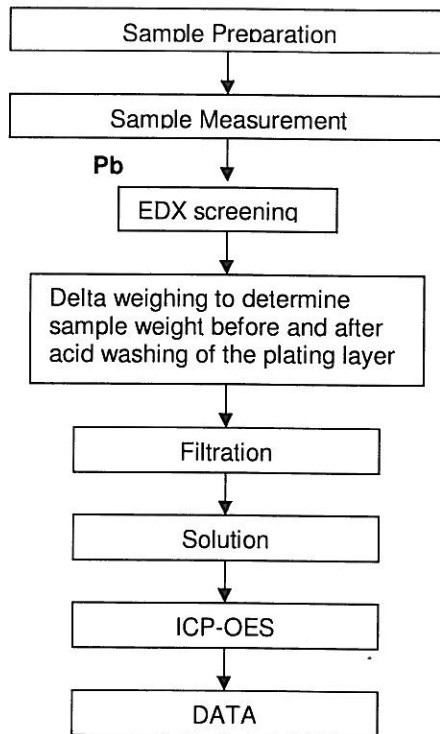 Sample Preparation
Sample Measurement
Pb
EDX screening
Delta weighing to determine
sample weight before and after
acid washing of the plating layer
Filtration
Solution
ICP-OES
DATA